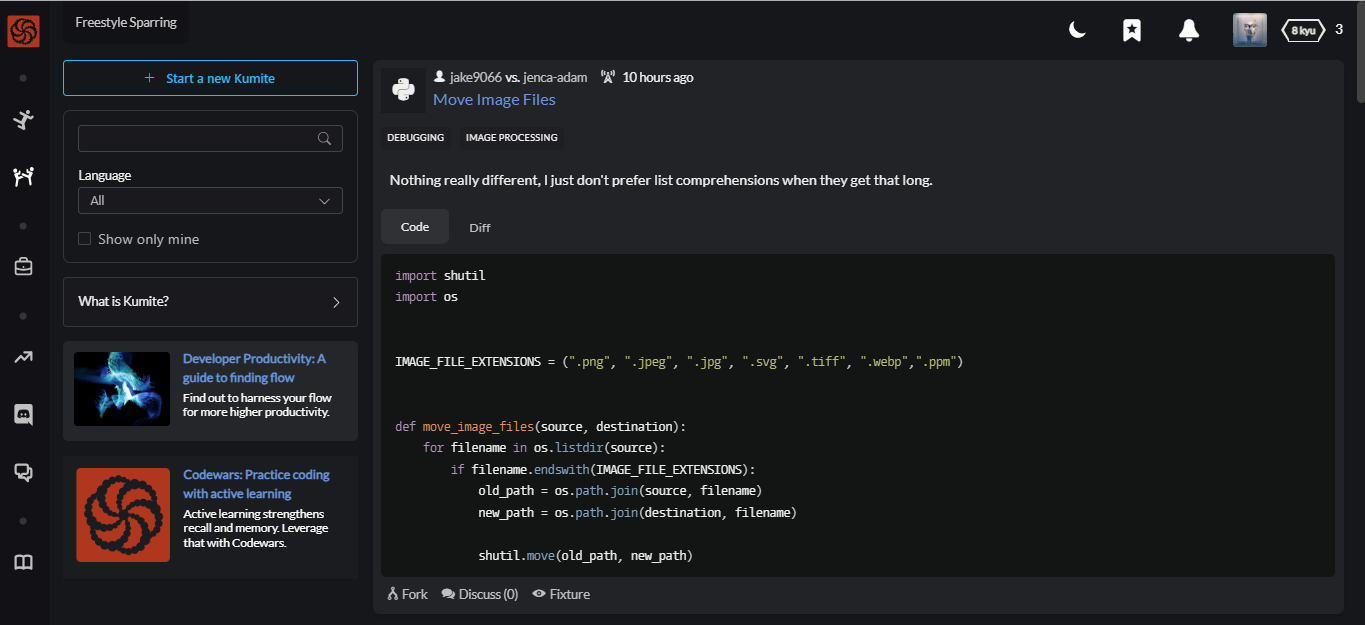 Freestyle Sparring
8 kyu
3
+ Start a new Kumite
Language
All
Show only mine
What is Kumite?
Developer Productivity: A
guide to finding flow
Find out to harness your flow
for more higher productivity.
Codewars: Practice coding
with active learning
Active learning strengthens
recall and memory. Leverage
that with Codewars.
jake9066 vs. jenca-adam 10 hours ago
Move Image Files
DEBUGGING IMAGE PROCESSING
Nothing really different, I just don't prefer list comprehensions when they get that long.
Code Diff
import shutil
import os
IMAGE_FILE_EXTENSIONS = (".png", ".jpeg", ".jpg", ".svg", ".tiff", ".webp",".ppm")
def move_image_files(source, destination):
    for filename in os.listdir(source):
        if filename.endswith(IMAGE_FILE_EXTENSIONS):
            old_path = os.path.join(source, filename)
            new_path = os.path.join(destination, filename)
            shutil.move(old_path, new_path)
Fork Discuss (0) Fixture